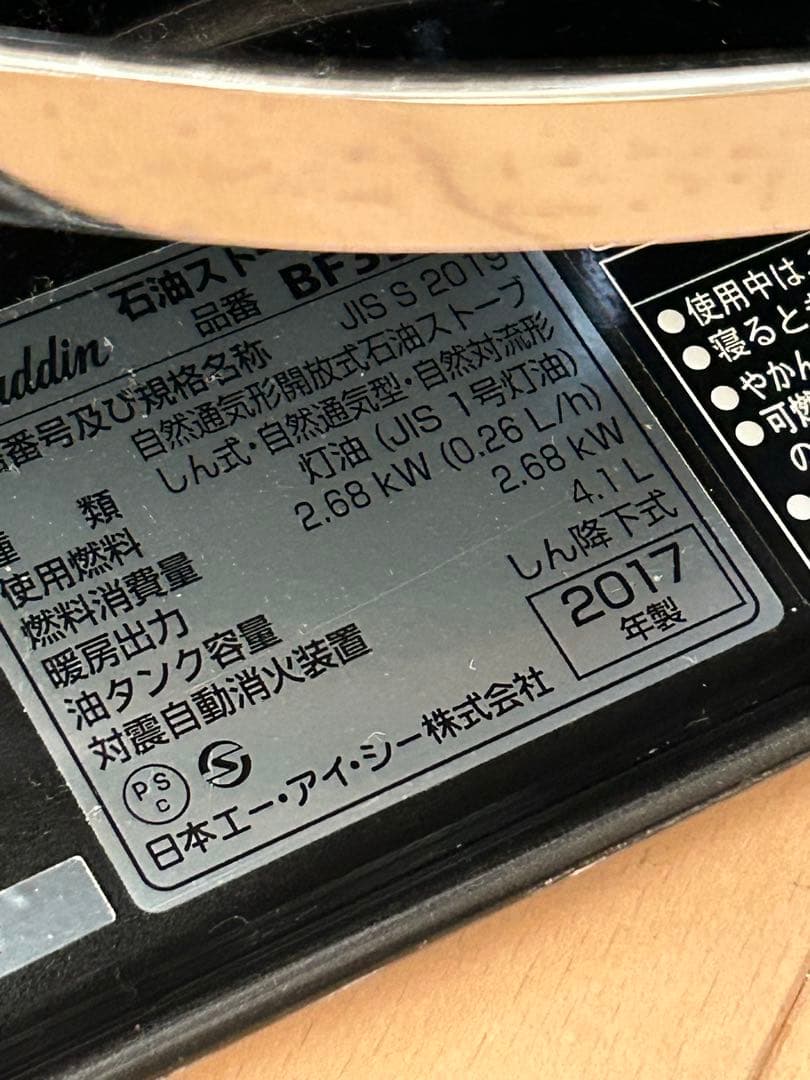 石油スト
addin
品番 BF3
番号及び規格名称 JIS S 2019
種 類 自然通気形開放式石油ストーブ
しん式・自然通気型・自然対流形
使用燃料 灯油 (JIS 1号灯油)
燃料消費量 2.68 kW (0.26 L/h)
暖房出力 2.68 kW
油タンク容量 4.1 L
対震自動消火装置 しん降下式
2017
年製
PS
C
S
日本エー・アイ・シー株式会社
●使用中は
●寝ると
●やかん
●可燃
の
●